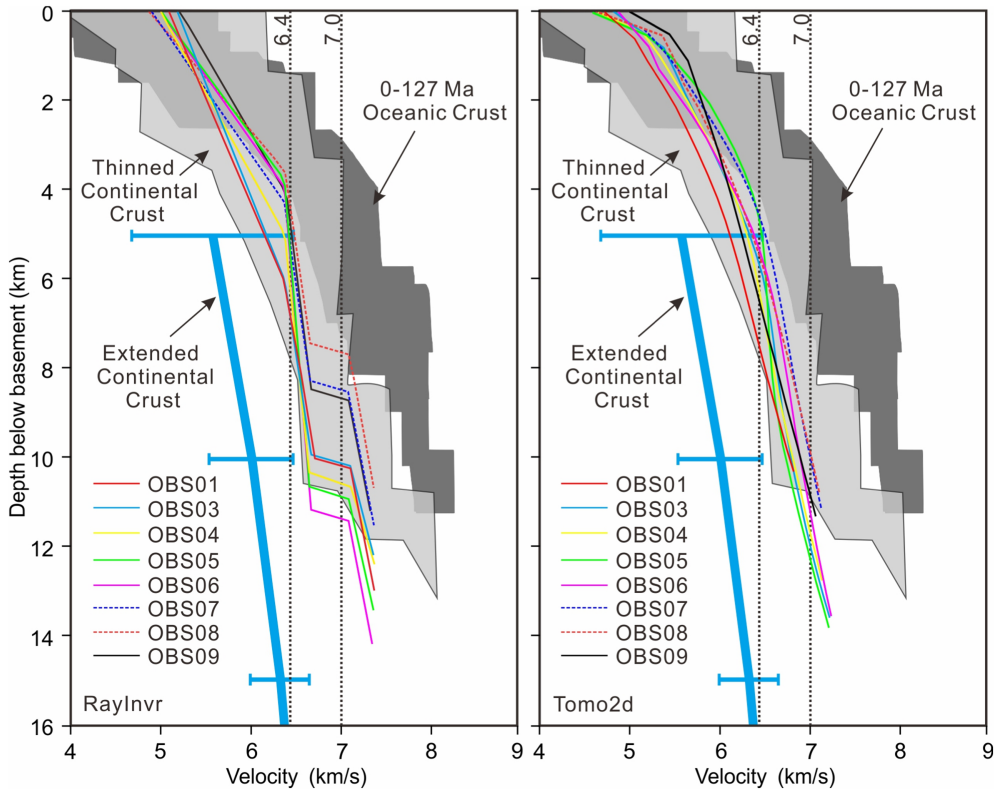 Depth below basement (km)
0
2
4
6
8
10
12
14
16
6.4
7.0
0-127 Ma
Oceanic Crust
Thinned
Continental
Crust
Extended
Continental
Crust
OBS01
OBS03
OBS04
OBS05
OBS06
OBS07
OBS08
OBS09
RayInvr
4 5 6 7 8 9
Velocity (km/s)
6.4
7.0
0-127 Ma
Oceanic Crust
Thinned
Continental
Crust
Extended
Continental
Crust
OBS01
OBS03
OBS04
OBS05
OBS06
OBS07
OBS08
OBS09
Tomo2d
4 5 6 7 8 9
Velocity (km/s)